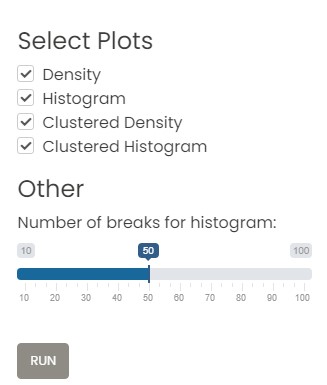 Select Plots
Density
Histogram
Clustered Density
Clustered Histogram
Other
Number of breaks for histogram:
10 50 100
10 20 30 40 50 60 70 80 90 100
RUN